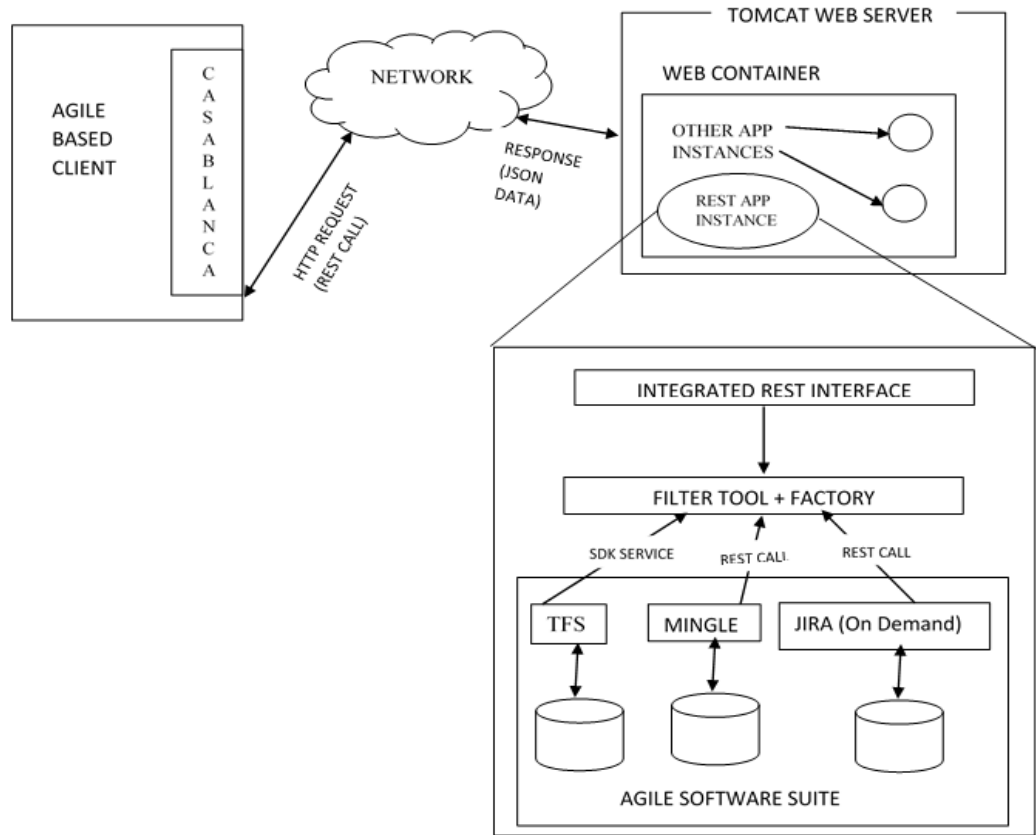 TOMCAT WEB SERVER
AGILE
BASED
CLIENT
CASABLANCA
NETWORK
HTTP REQUEST
(REST CALL)
RESPONSE
(JSON
DATA)
WEB CONTAINER
OTHER APP
INSTANCES
REST APP
INSTANCE
INTEGRATED REST INTERFACE
FILTER TOOL + FACTORY
SDK SERVICE
REST CALL
REST CALL
TFS
MINGLE
JIRA (On Demand)
AGILE SOFTWARE SUITE